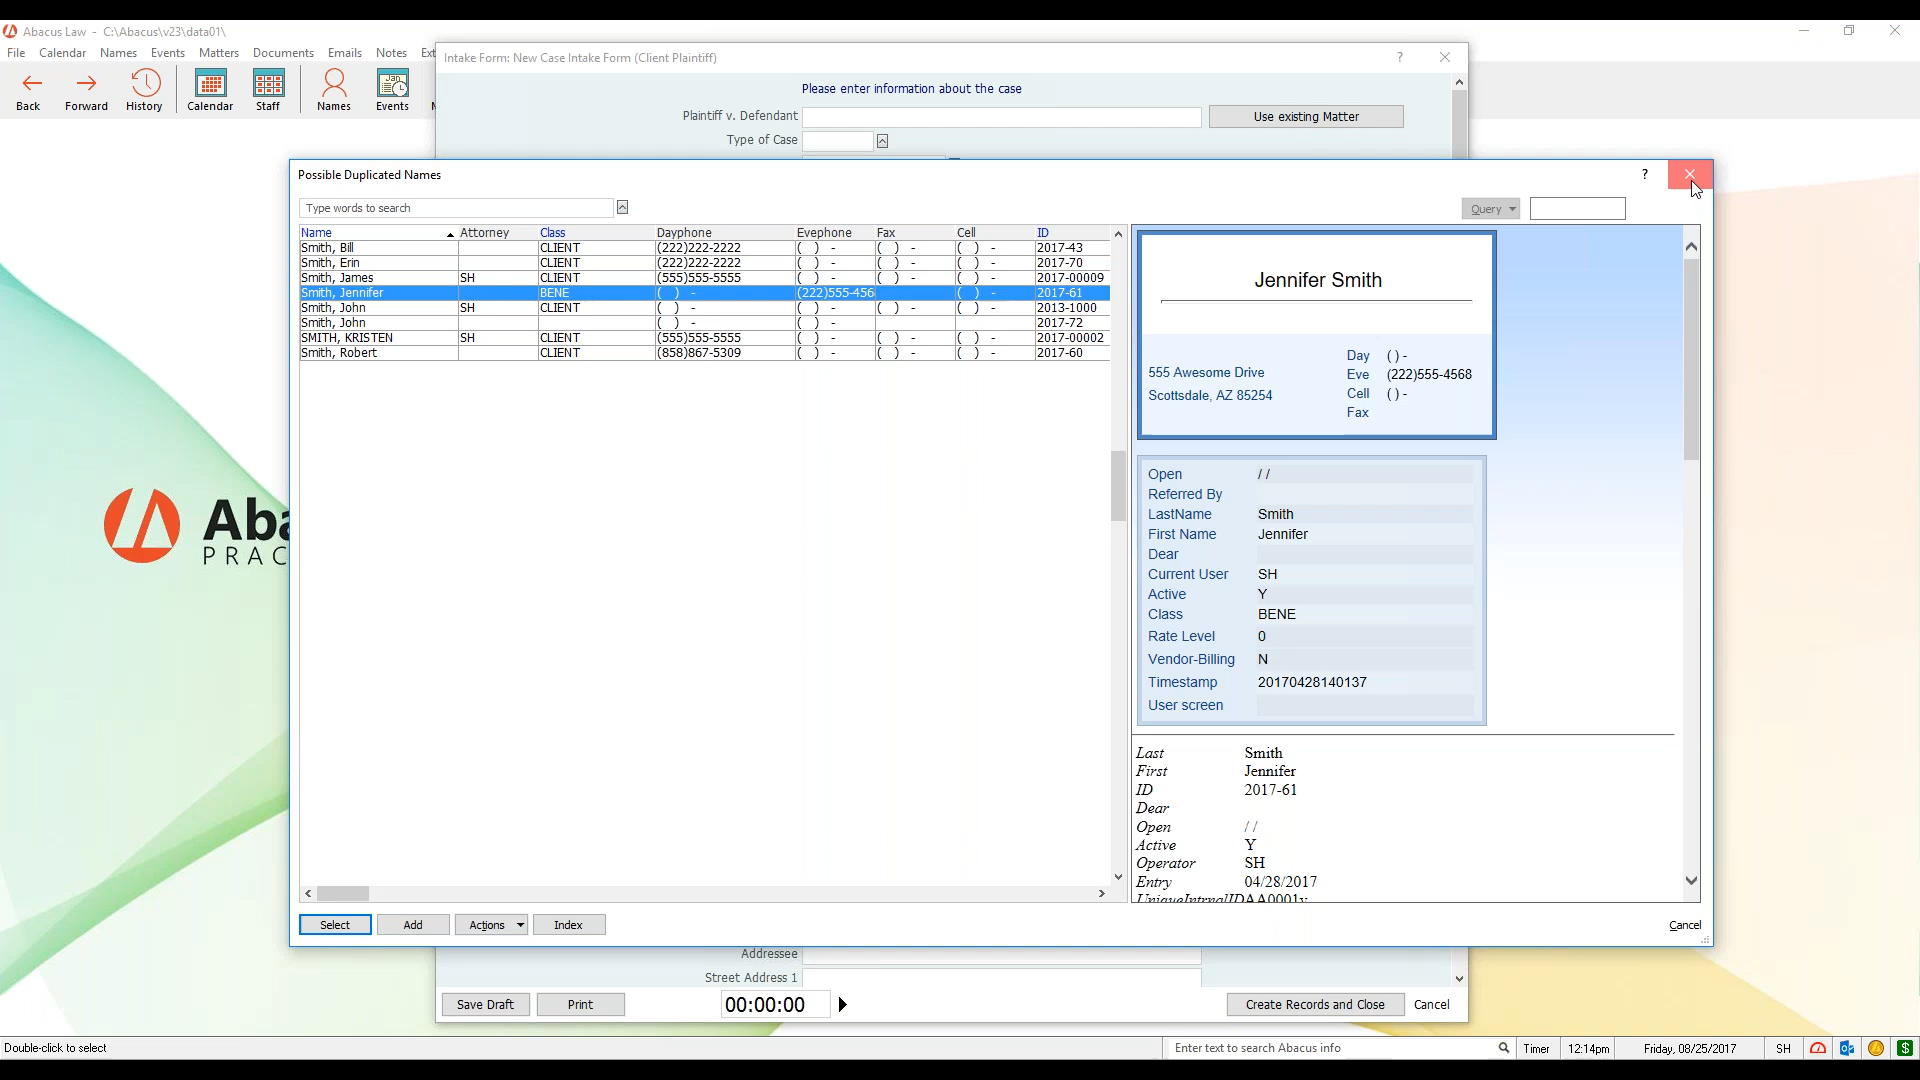 Abacus Law - C:\Abacus\v23\data01\
File Calendar Names Events Matters Documents Emails Notes Ext
Back Forward History Calendar Staff Names Jan Events
Intake Form: New Case Intake Form (Client Plaintiff) ?
Please enter information about the case
Plaintiff v. Defendant Use existing Matter
Type of Case
Possible Duplicated Names ?
Type words to search Query
Name Attorney Class Dayphone Evephone Fax Cell ID
Smith, Bill CLIENT (222)222-2222 ( ) - ( ) - ( ) - 2017-43
Smith, Erin CLIENT (222)222-2222 ( ) - ( ) - ( ) - 2017-70
Smith, James SH CLIENT (555)555-5555 ( ) - ( ) - ( ) - 2017-00009
Smith, Jennifer BENE ( ) - (222)555-456 ( ) - 2017-61
Smith, John SH CLIENT ( ) - ( ) - ( ) - ( ) - 2013-1000
Smith, John ( ) - ( ) - 2017-72
SMITH, KRISTEN SH CLIENT (555)555-5555 ( ) - ( ) - ( ) - 2017-00002
Smith, Robert CLIENT (858)867-5309 ( ) - ( ) - ( ) - 2017-60
Jennifer Smith
555 Awesome Drive
Scottsdale, AZ 85254
Day ( ) -
Eve (222)555-4568
Cell ( ) -
Fax
Open / /
Referred By
LastName Smith
First Name Jennifer
Dear
Current User SH
Active Y
Class BENE
Rate Level 0
Vendor-Billing N
Timestamp 20170428140137
User screen
Last Smith
First Jennifer
ID 2017-61
Dear
Open / /
Active Y
Operator SH
Entry 04/28/2017
UniqueIntrnalIDAA0001v
Aba
PRAC
Select Add Actions Index Cancel
Addressee
Street Address 1
Save Draft Print 00:00:00 Create Records and Close Cancel
Double-click to select Enter text to search Abacus info Timer 12:14pm Friday, 08/25/2017 SH